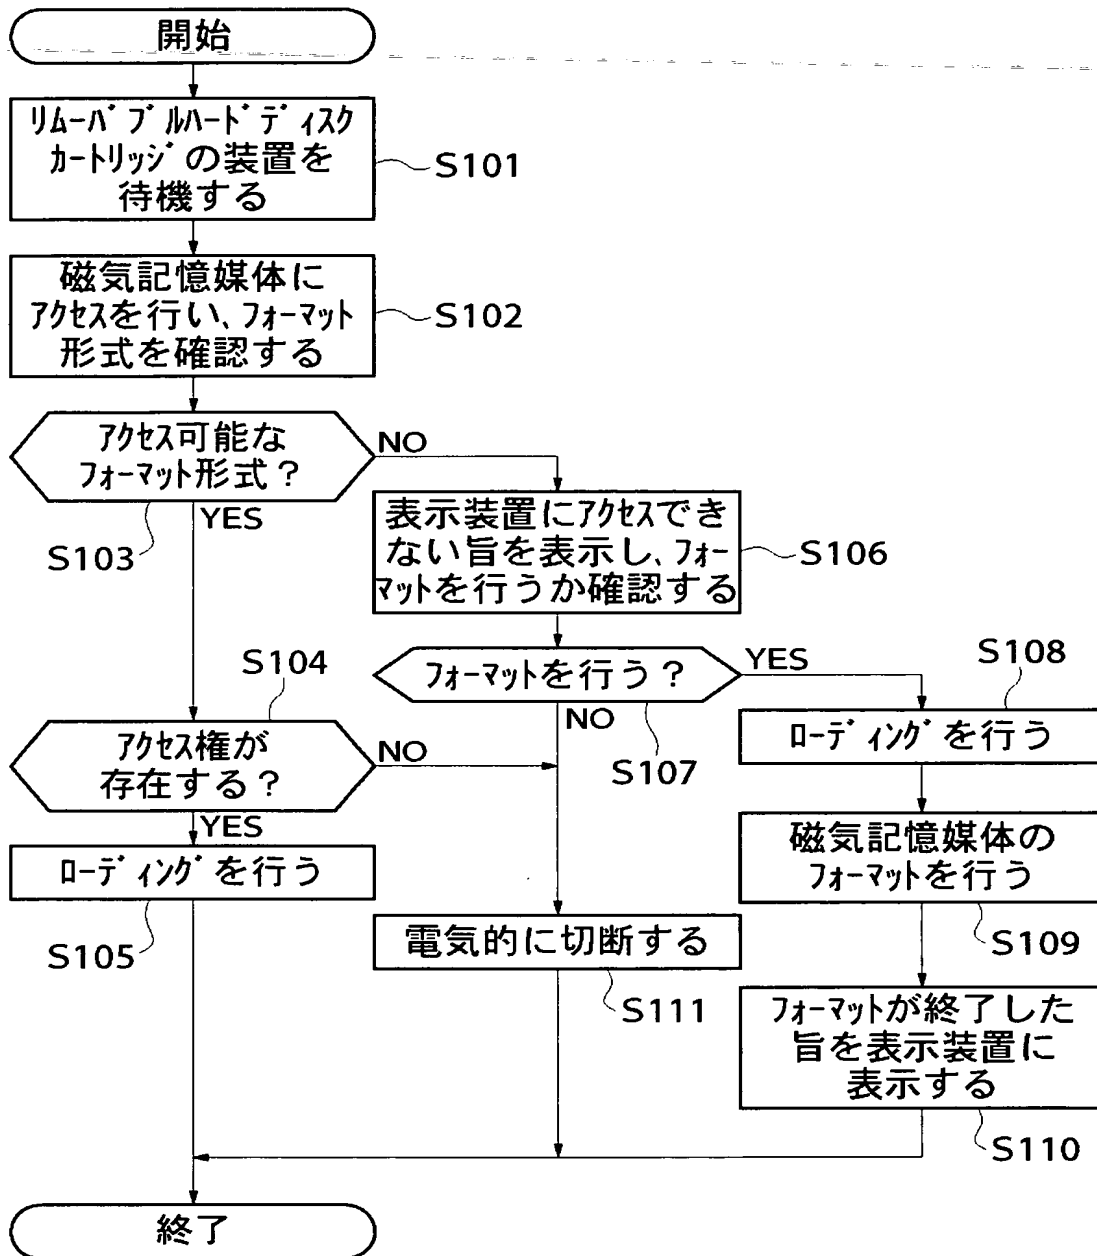 開始
リムーバブルハードディスク
カートリッジの装置を
待機する
S101
磁気記憶媒体に
アクセスを行い、フォーマット
形式を確認する
S102
アクセス可能な
フォーマット形式？
NO
YES
S103
表示装置にアクセスでき
ない旨を表示し、フォー
マットを行うか確認する
S106
S104
フォーマットを行う？
YES
NO
S107
S108
ローディングを行う
アクセス権が
存在する？
NO
YES
ローディングを行う
S105
磁気記憶媒体の
フォーマットを行う
S109
電気的に切断する
S111
フォーマットが終了した
旨を表示装置に
表示する
S110
終了